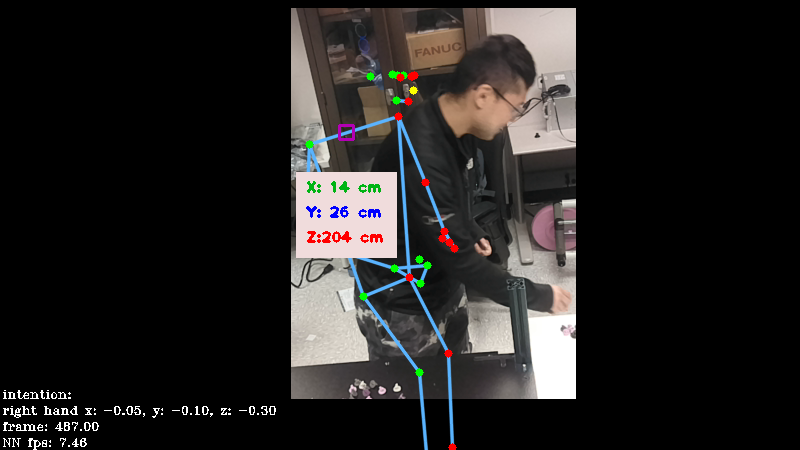 FANUC
X: 14 cm
Y: 26 cm
Z:204 cm
intention:
right hand x: -0.05, y: -0.10, z: -0.30
frame: 487.00
NN fps: 7.46